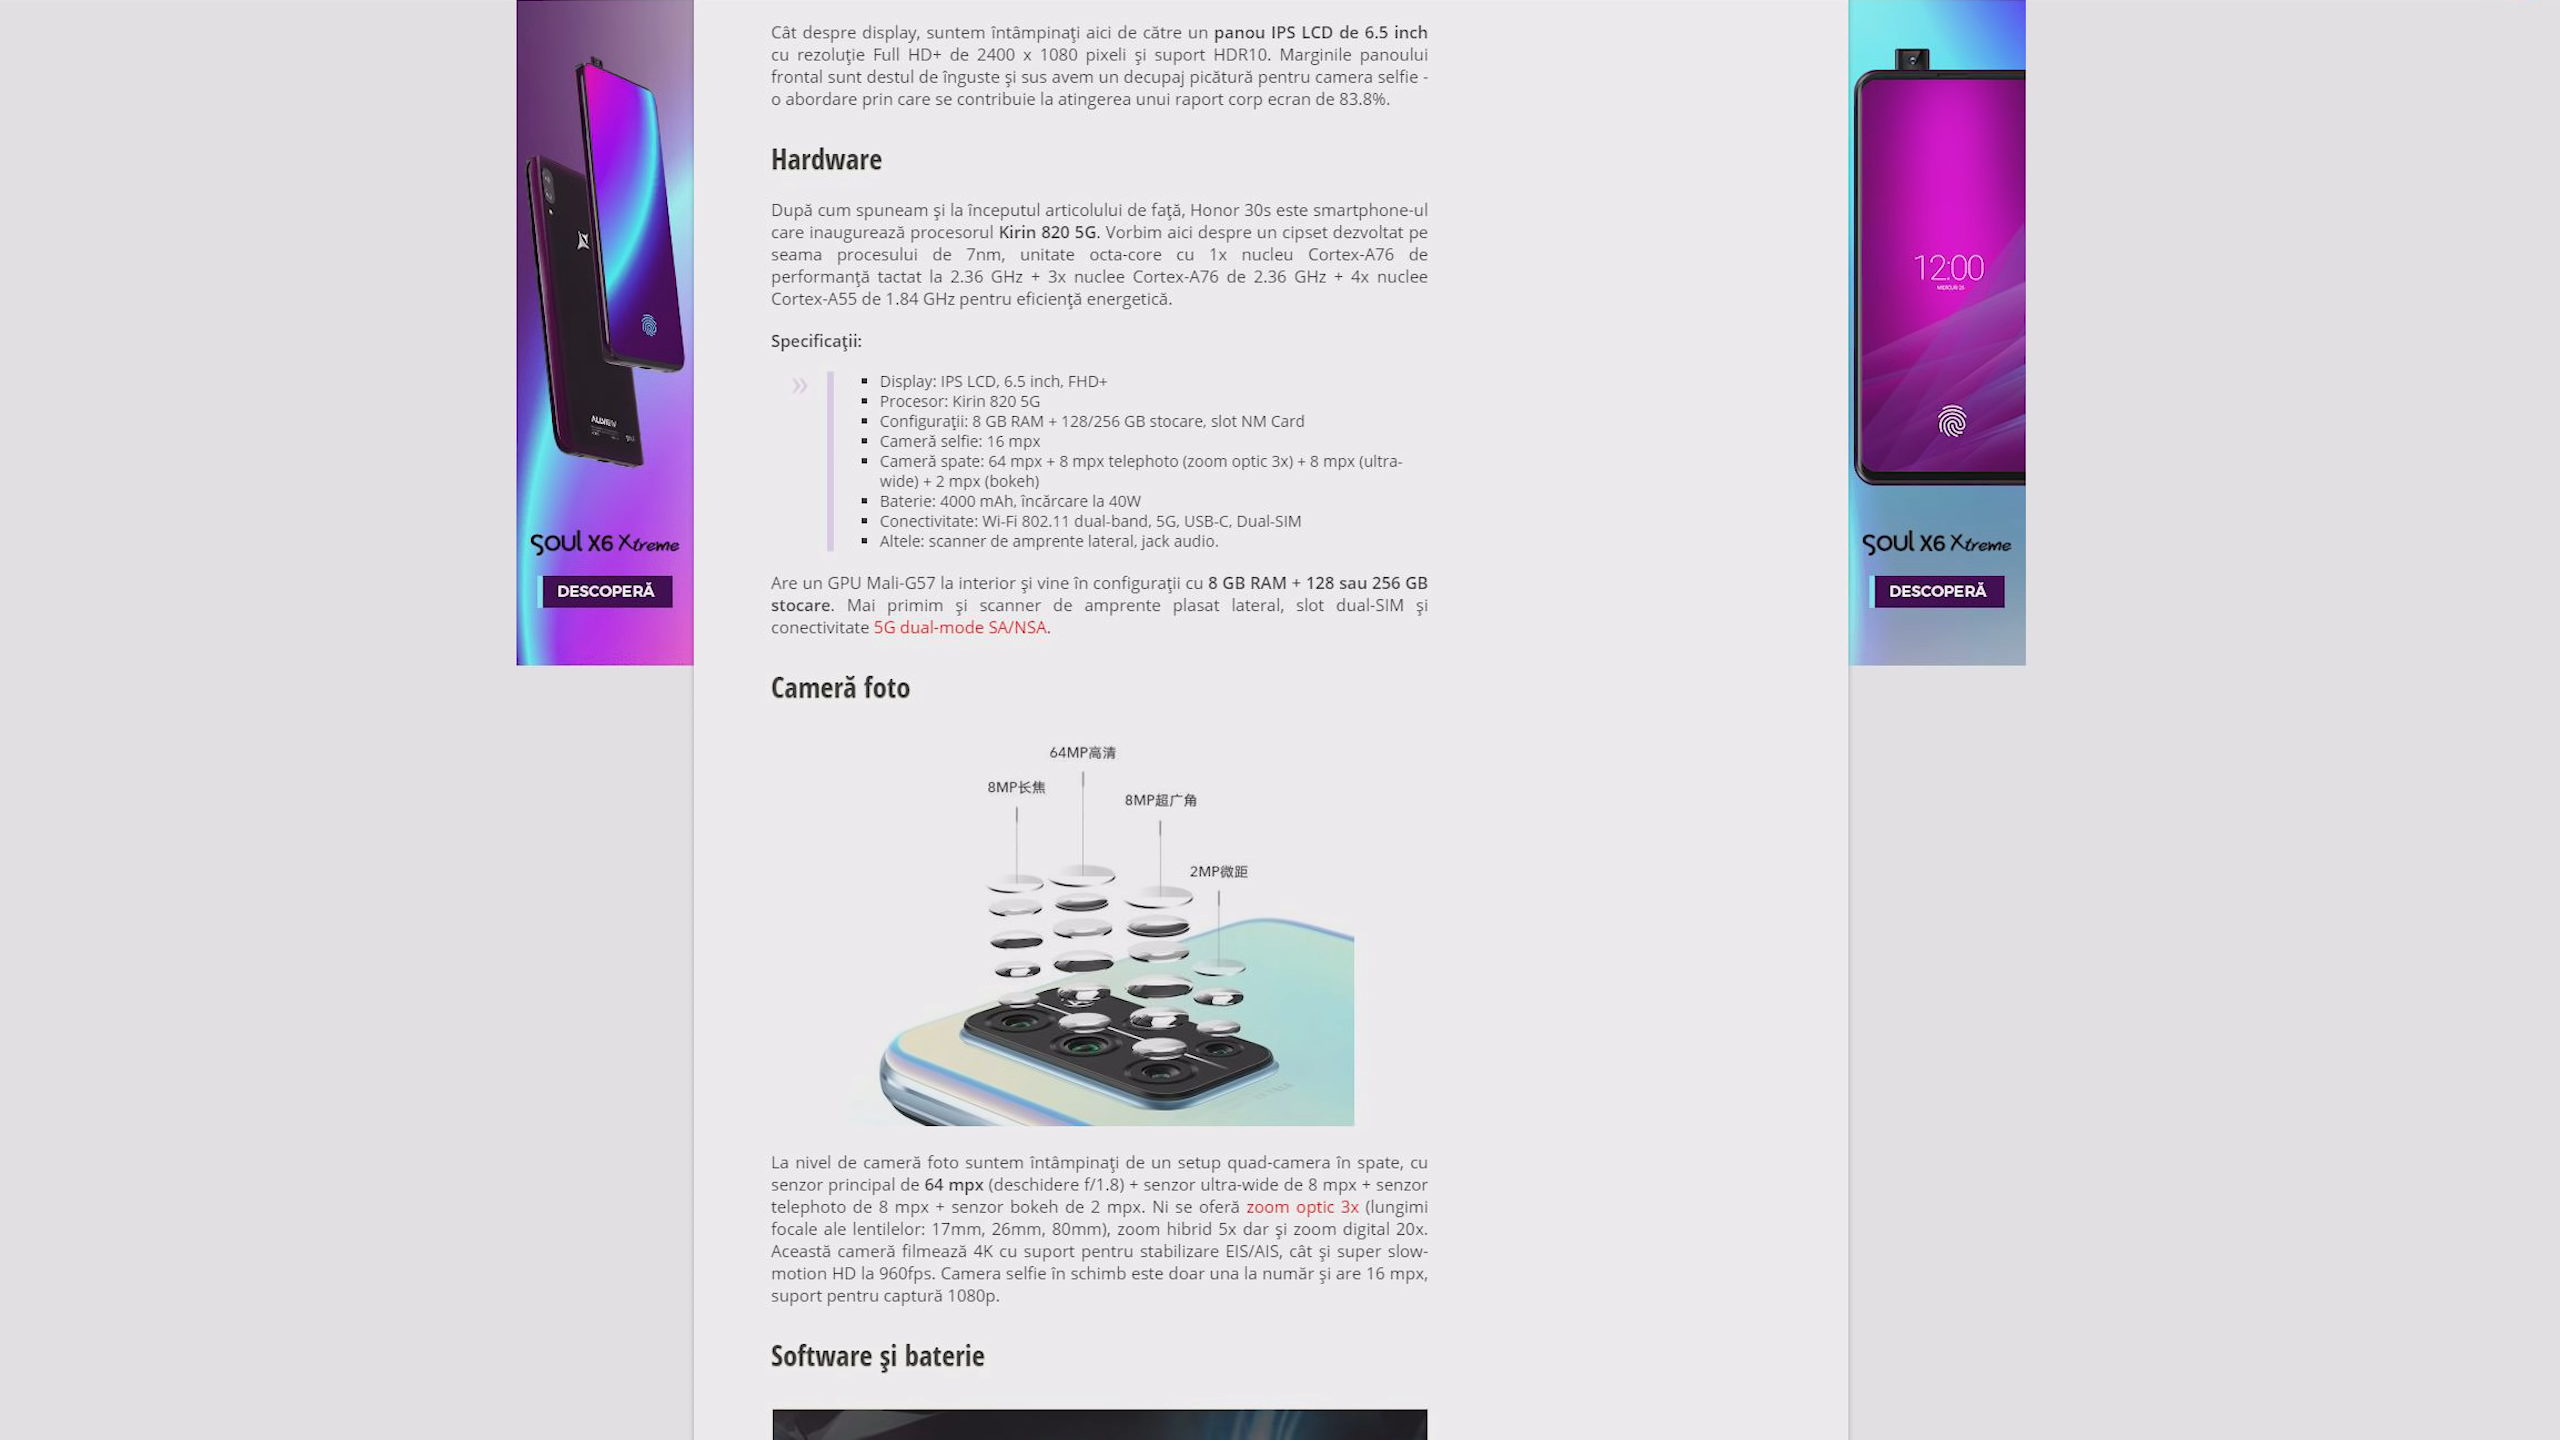 Cât despre display, suntem întâmpinaţi aici de către un panou IPS LCD de 6.5 inch
cu rezoluţie Full HD+ de 2400 x 1080 pixeli şi suport HDR10. Marginile panoului
frontal sunt destul de înguste şi sus avem un decupaj picătură pentru camera selfie -
o abordare prin care se contribuie la atingerea unui raport corp ecran de 83.8%.
Hardware
După cum spuneam şi la începutul articolului de faţă, Honor 30s este smartphone-ul
care inaugurează procesorul Kirin 820 5G. Vorbim aici despre un cipset dezvoltat pe
seama procesului de 7nm, unitate octa-core cu 1x nucleu Cortex-A76 de
performanţă tactat la 2.36 GHz + 3x nuclee Cortex-A76 de 2.36 GHz + 4x nuclee
Cortex-A55 de 1.84 GHz pentru eficienţă energetică.
Specificaţii:
»
▪ Display: IPS LCD, 6.5 inch, FHD+
▪ Procesor: Kirin 820 5G
▪ Configuraţii: 8 GB RAM + 128/256 GB stocare, slot NM Card
▪ Cameră selfie: 16 mpx
▪ Cameră spate: 64 mpx + 8 mpx telephoto (zoom optic 3x) + 8 mpx (ultra-
wide) + 2 mpx (bokeh)
▪ Baterie: 4000 mAh, încărcare la 40W
▪ Conectivitate: Wi-Fi 802.11 dual-band, 5G, USB-C, Dual-SIM
▪ Altele: scanner de amprente lateral, jack audio.
Are un GPU Mali-G57 la interior şi vine în configuraţii cu 8 GB RAM + 128 sau 256 GB
stocare. Mai primim şi scanner de amprente plasat lateral, slot dual-SIM şi
conectivitate 5G dual-mode SA/NSA.
Cameră foto
64MP高清
8MP长焦
8MP超广角
2MP微距
La nivel de cameră foto suntem întâmpinaţi de un setup quad-camera în spate, cu
senzor principal de 64 mpx (deschidere f/1.8) + senzor ultra-wide de 8 mpx + senzor
telephoto de 8 mpx + senzor bokeh de 2 mpx. Ni se oferă zoom optic 3x (lungimi
focale ale lentilelor: 17mm, 26mm, 80mm), zoom hibrid 5x dar şi zoom digital 20x.
Această cameră filmează 4K cu suport pentru stabilizare EIS/AIS, cât şi super slow-
motion HD la 960fps. Camera selfie în schimb este doar una la număr şi are 16 mpx,
suport pentru captură 1080p.
Software şi baterie
ALLVIEW
Soul X6 Xtreme
DESCOPERĂ
12:00
MIERCURI 26
Soul X6 Xtreme
DESCOPERĂ